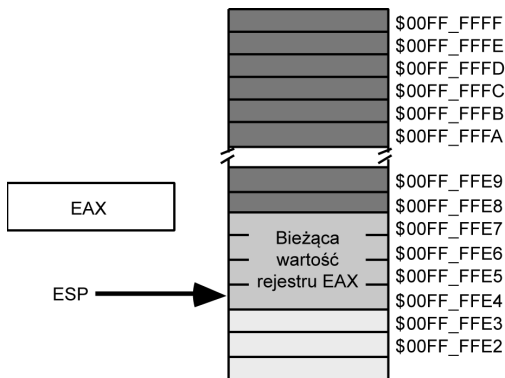 $00FF_FFFF
$00FF_FFFE
$00FF_FFFD
$00FF_FFFC
$00FF_FFFB
$00FF_FFFA
$00FF_FFE9
$00FF_FFE8
EAX
$00FF_FFE7
Bieżąca
wartość
rejestru EAX
$00FF_FFE6
$00FF_FFE5
ESP
$00FF_FFE4
$00FF_FFE3
$00FF_FFE2